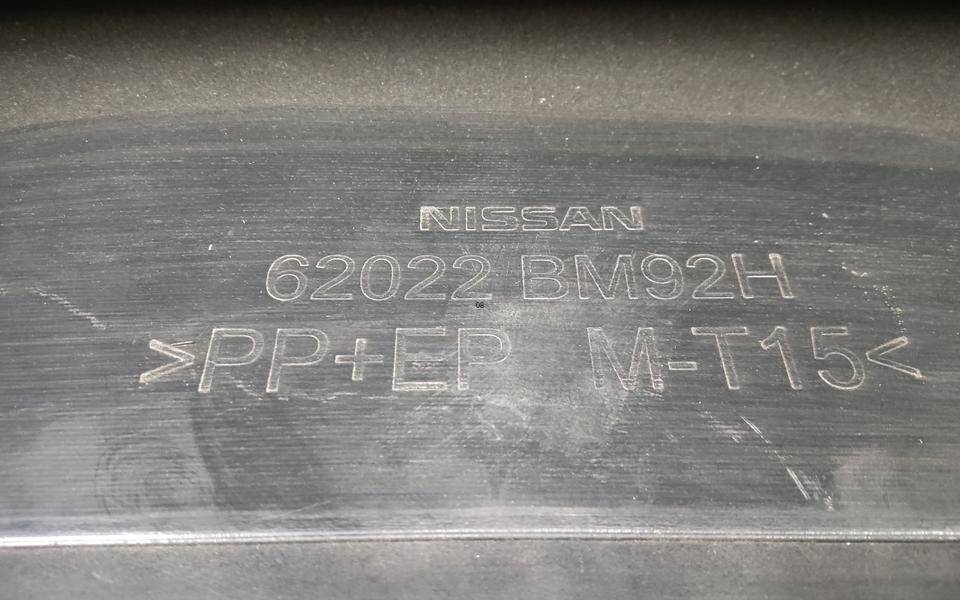 NISSAN
62022 BM92H
>PP+EP M-T15<